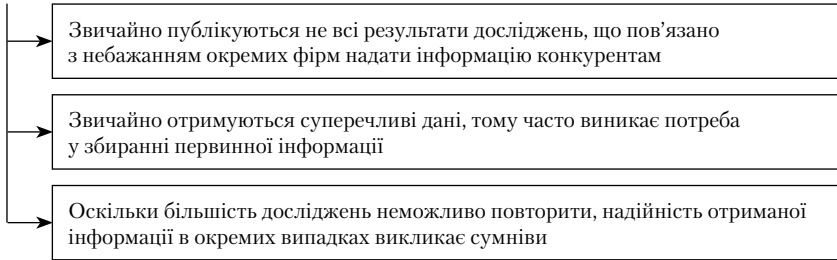 Звичайно публікуються не всі результати досліджень, що пов’язано
з небажанням окремих фірм надати інформацію конкурентам
Звичайно отримуються суперечливі дані, тому часто виникає потреба
у збиранні первинної інформації
Оскільки більшість досліджень неможливо повторити, надійність отриманої
інформації в окремих випадках викликає сумніви